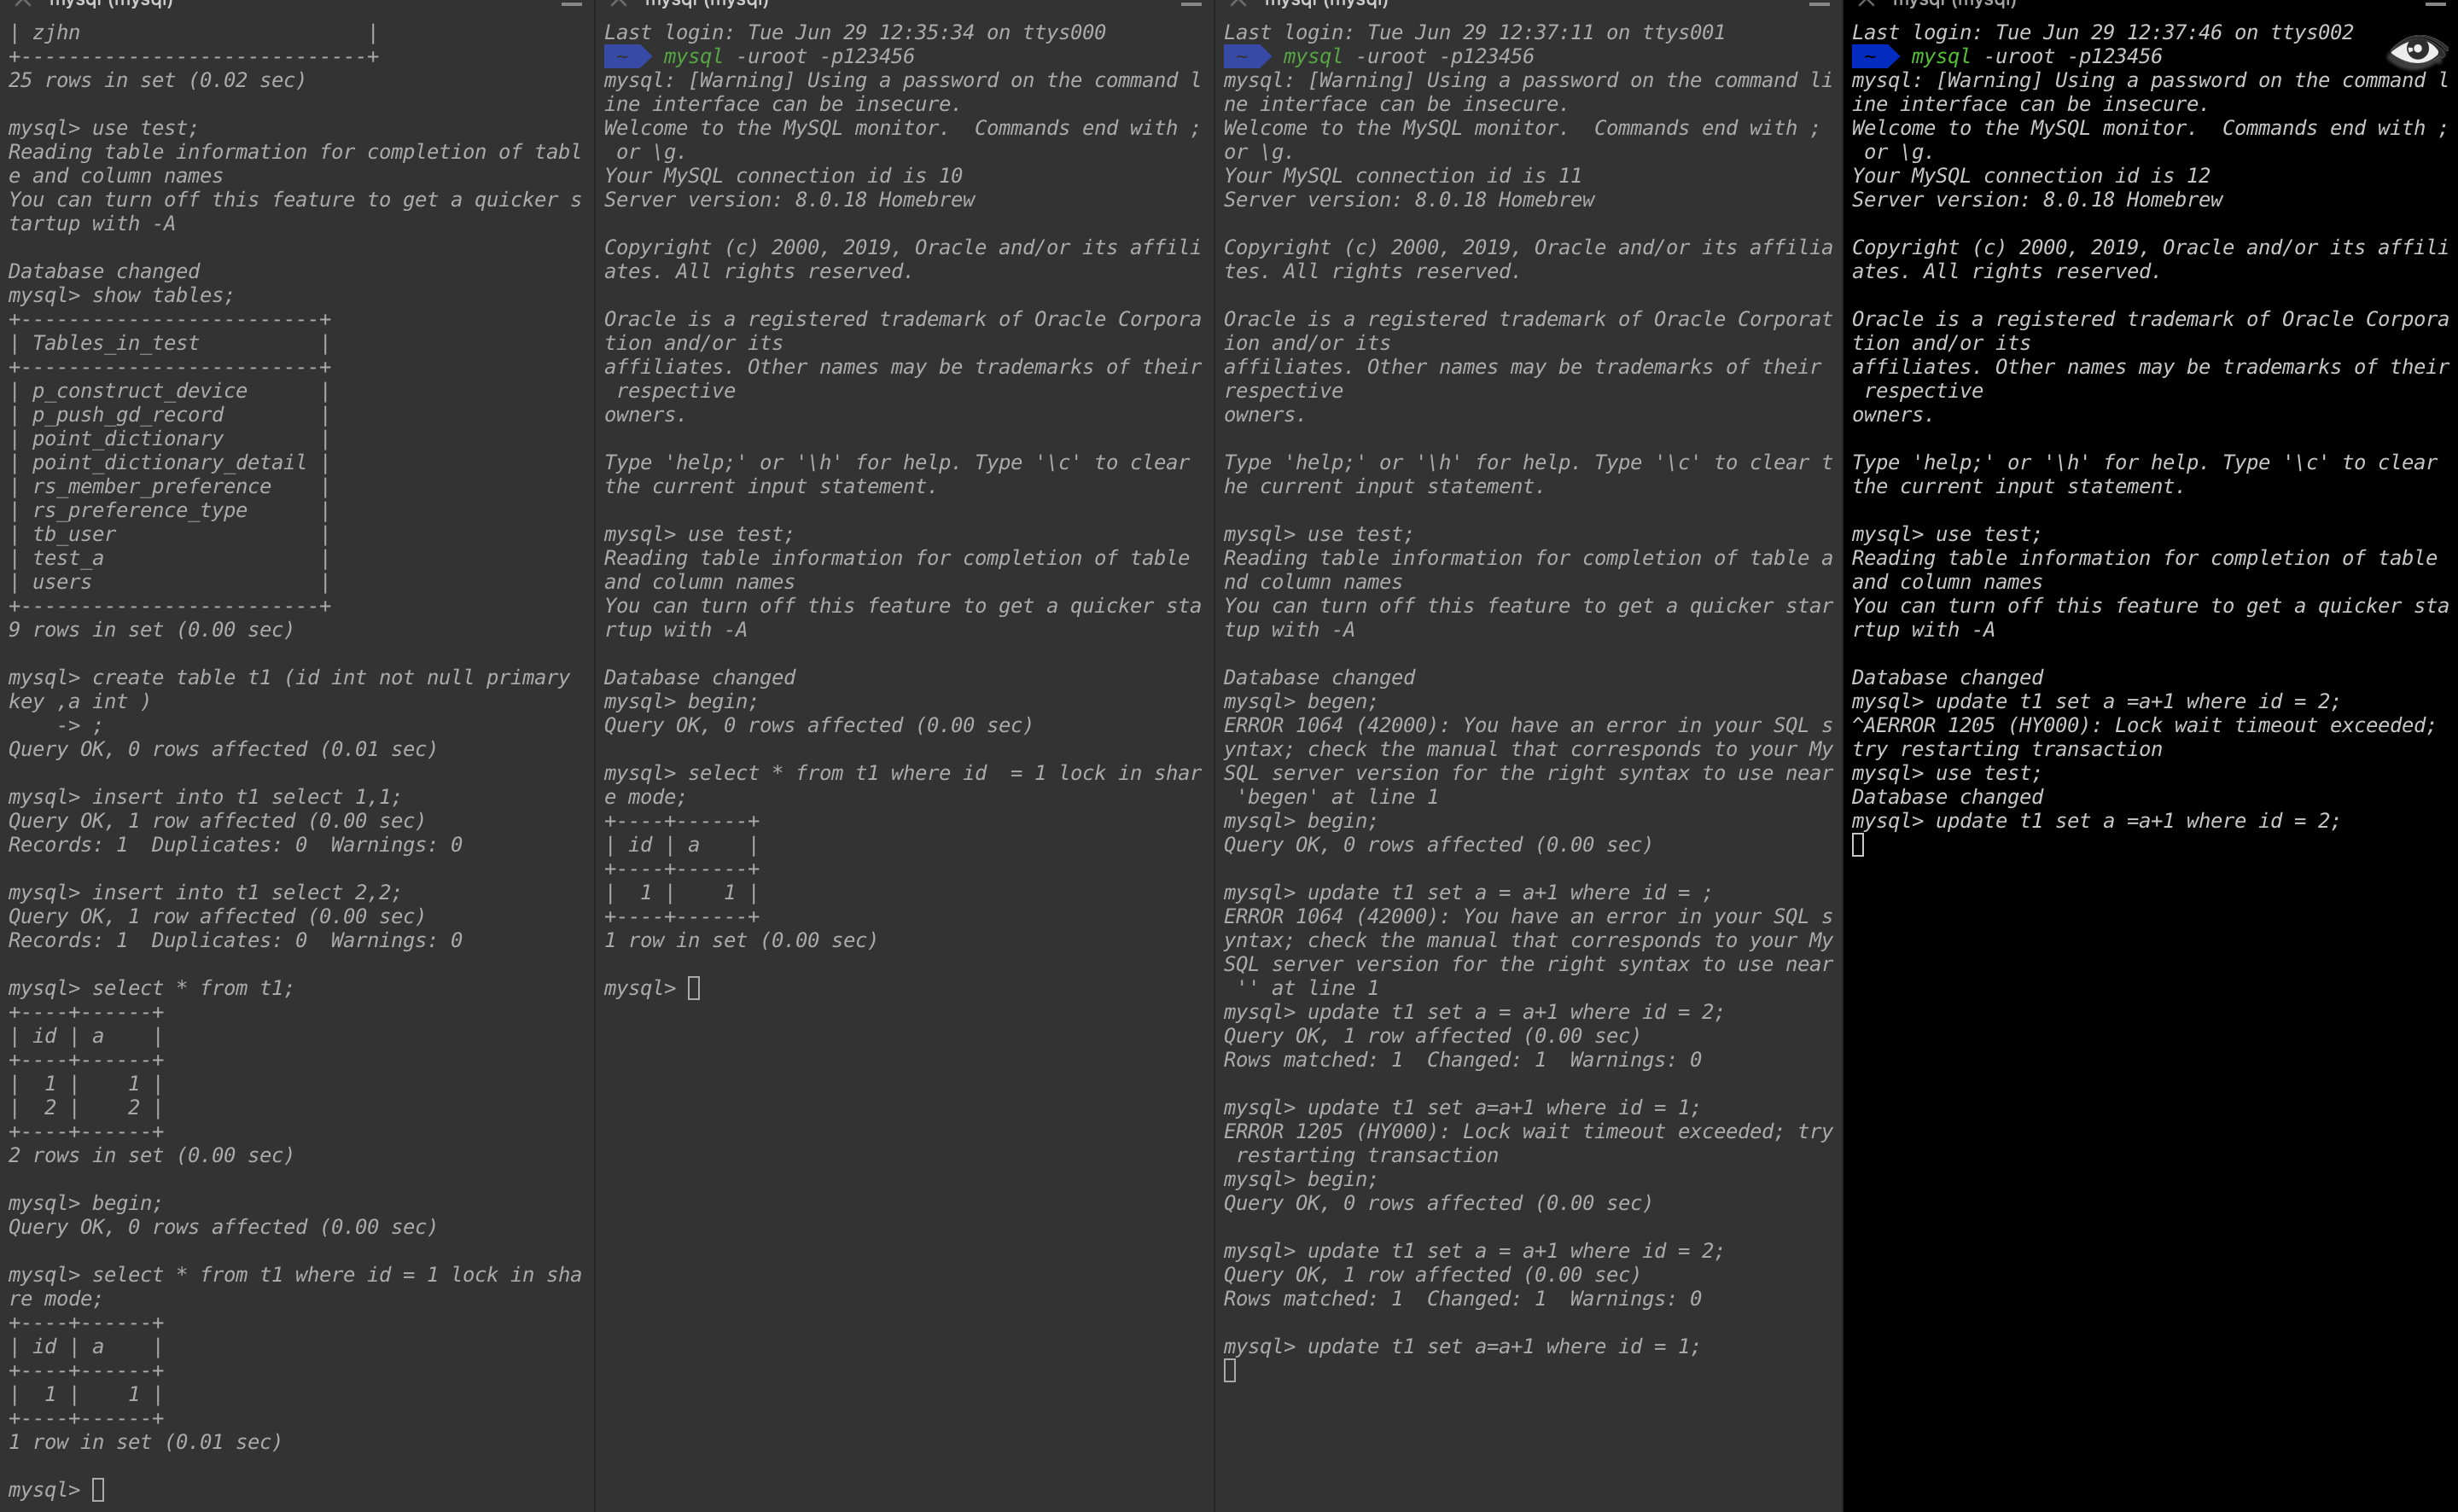 mysql (mysql)
| zjhn                        |
+-----------------------------+
25 rows in set (0.02 sec)
mysql> use test;
Reading table information for completion of tabl
e and column names
You can turn off this feature to get a quicker s
tartup with -A
Database changed
mysql> show tables;
+-------------------------+
| Tables_in_test          |
+-------------------------+
| p_construct_device      |
| p_push_gd_record        |
| point_dictionary        |
| point_dictionary_detail |
| rs_member_preference    |
| rs_preference_type      |
| tb_user                 |
| test_a                  |
| users                   |
+-------------------------+
9 rows in set (0.00 sec)
mysql> create table t1 (id int not null primary
key ,a int )
    -> ;
Query OK, 0 rows affected (0.01 sec)
mysql> insert into t1 select 1,1;
Query OK, 1 row affected (0.00 sec)
Records: 1  Duplicates: 0  Warnings: 0
mysql> insert into t1 select 2,2;
Query OK, 1 row affected (0.00 sec)
Records: 1  Duplicates: 0  Warnings: 0
mysql> select * from t1;
+----+------+
| id | a    |
+----+------+
|  1 |    1 |
|  2 |    2 |
+----+------+
2 rows in set (0.00 sec)
mysql> begin;
Query OK, 0 rows affected (0.00 sec)
mysql> select * from t1 where id = 1 lock in sha
re mode;
+----+------+
| id | a    |
+----+------+
|  1 |    1 |
+----+------+
1 row in set (0.01 sec)
mysql>
mysql (mysql)
Last login: Tue Jun 29 12:35:34 on ttys000
~ mysql -uroot -p123456
mysql: [Warning] Using a password on the command l
ine interface can be insecure.
Welcome to the MySQL monitor.  Commands end with ;
 or \g.
Your MySQL connection id is 10
Server version: 8.0.18 Homebrew
Copyright (c) 2000, 2019, Oracle and/or its affili
ates. All rights reserved.
Oracle is a registered trademark of Oracle Corpora
tion and/or its
affiliates. Other names may be trademarks of their
 respective
owners.
Type 'help;' or '\h' for help. Type '\c' to clear
the current input statement.
mysql> use test;
Reading table information for completion of table
and column names
You can turn off this feature to get a quicker sta
rtup with -A
Database changed
mysql> begin;
Query OK, 0 rows affected (0.00 sec)
mysql> select * from t1 where id  = 1 lock in shar
e mode;
+----+------+
| id | a    |
+----+------+
|  1 |    1 |
+----+------+
1 row in set (0.00 sec)
mysql>
mysql (mysql)
Last login: Tue Jun 29 12:37:11 on ttys001
~ mysql -uroot -p123456
mysql: [Warning] Using a password on the command li
ne interface can be insecure.
Welcome to the MySQL monitor.  Commands end with ;
or \g.
Your MySQL connection id is 11
Server version: 8.0.18 Homebrew
Copyright (c) 2000, 2019, Oracle and/or its affilia
tes. All rights reserved.
Oracle is a registered trademark of Oracle Corporat
ion and/or its
affiliates. Other names may be trademarks of their
respective
owners.
Type 'help;' or '\h' for help. Type '\c' to clear t
he current input statement.
mysql> use test;
Reading table information for completion of table a
nd column names
You can turn off this feature to get a quicker star
tup with -A
Database changed
mysql> begen;
ERROR 1064 (42000): You have an error in your SQL s
yntax; check the manual that corresponds to your My
SQL server version for the right syntax to use near
 'begen' at line 1
mysql> begin;
Query OK, 0 rows affected (0.00 sec)
mysql> update t1 set a = a+1 where id = ;
ERROR 1064 (42000): You have an error in your SQL s
yntax; check the manual that corresponds to your My
SQL server version for the right syntax to use near
 '' at line 1
mysql> update t1 set a = a+1 where id = 2;
Query OK, 1 row affected (0.00 sec)
Rows matched: 1  Changed: 1  Warnings: 0
mysql> update t1 set a=a+1 where id = 1;
ERROR 1205 (HY000): Lock wait timeout exceeded; try
 restarting transaction
mysql> begin;
Query OK, 0 rows affected (0.00 sec)
mysql> update t1 set a = a+1 where id = 2;
Query OK, 1 row affected (0.00 sec)
Rows matched: 1  Changed: 1  Warnings: 0
mysql> update t1 set a=a+1 where id = 1;
mysql (mysql)
Last login: Tue Jun 29 12:37:46 on ttys002
~ mysql -uroot -p123456
mysql: [Warning] Using a password on the command l
ine interface can be insecure.
Welcome to the MySQL monitor.  Commands end with ;
 or \g.
Your MySQL connection id is 12
Server version: 8.0.18 Homebrew
Copyright (c) 2000, 2019, Oracle and/or its affili
ates. All rights reserved.
Oracle is a registered trademark of Oracle Corpora
tion and/or its
affiliates. Other names may be trademarks of their
 respective
owners.
Type 'help;' or '\h' for help. Type '\c' to clear
the current input statement.
mysql> use test;
Reading table information for completion of table
and column names
You can turn off this feature to get a quicker sta
rtup with -A
Database changed
mysql> update t1 set a =a+1 where id = 2;
^AERROR 1205 (HY000): Lock wait timeout exceeded;
try restarting transaction
mysql> use test;
Database changed
mysql> update t1 set a =a+1 where id = 2;